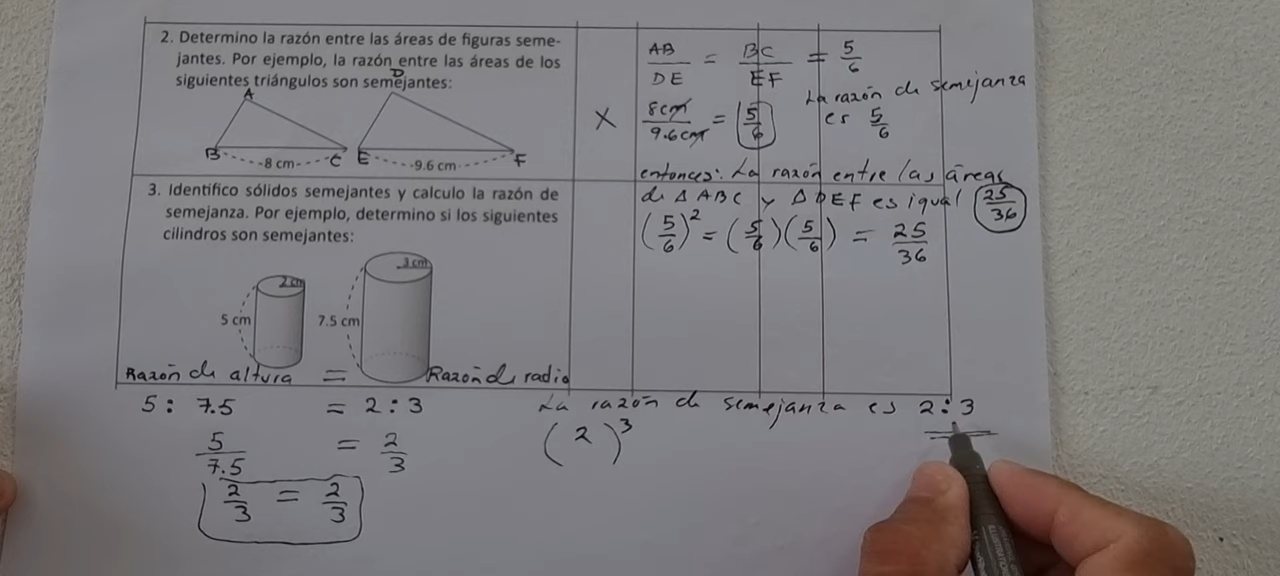 2. Determino la razón entre las áreas de figuras seme-
jantes. Por ejemplo, la razón entre las áreas de los
siguientes triángulos son semejantes:
A
D
B
8 cm
C
E
9.6 cm
F
X
AB/DE = BC/EF = 5/6
8cm/9.6cm = 5/6
La razón de semejanza
es 5/6
entonces: La razón entre las áreas
de △ ABC y △ DEF es igual 25/36
(5/6)² = (5/6)(5/6) = 25/36
3. Identifico sólidos semejantes y calculo la razón de
semejanza. Por ejemplo, determino si los siguientes
cilindros son semejantes:
2 cm
3 cm
5 cm
7.5 cm
Razón de altura = Razón de radio
5 : 7.5 = 2 : 3
5/7.5 = 2/3
2/3 = 2/3
La razón de semejanza es 2 : 3
(2)³